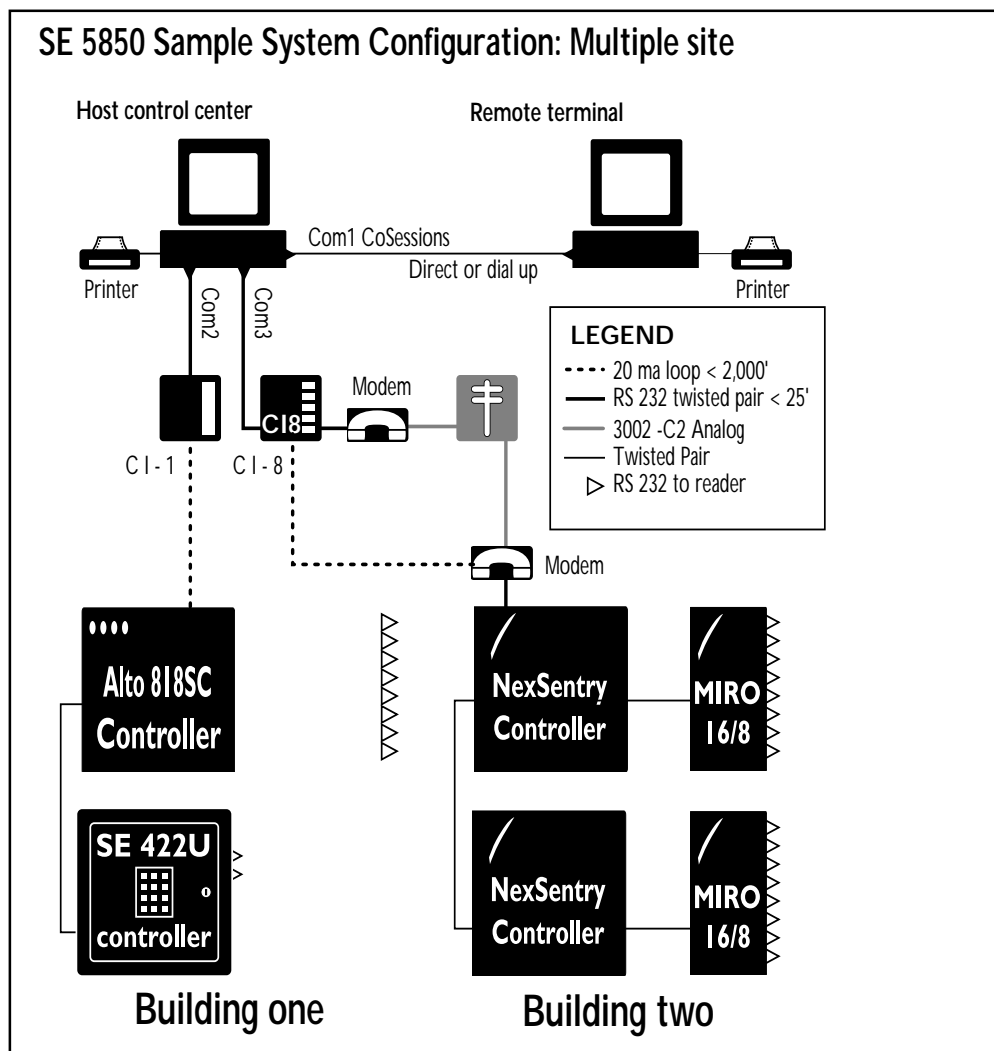 SE 5850 Sample System Configuration: Multiple site
Host control center
Remote terminal
Com1 CoSessions
Direct or dial up
Printer
Printer
Com2
Com3
LEGEND
20 ma loop < 2,000'
RS 232 twisted pair < 25'
3002 -C2 Analog
Twisted Pair
RS 232 to reader
Modem
CI8
CI-1
CI-8
Modem
Alto 818SC
Controller
NexSentry
Controller
MIRO
16/8
SE 422U
controller
NexSentry
Controller
MIRO
16/8
Building one
Building two